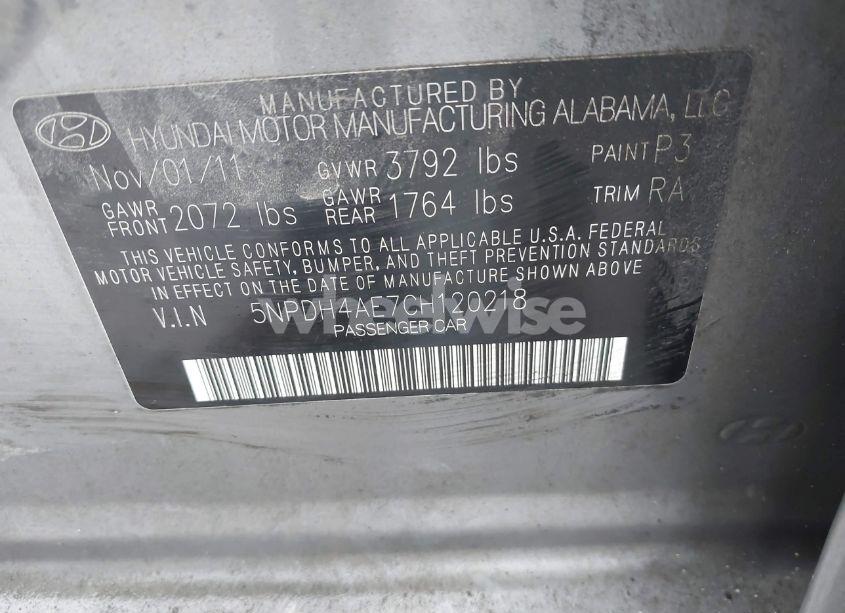 MANUFACTURED BY
HYUNDAI MOTOR MANUFACTURING ALABAMA, LLC
Nov/01/11 GVWR 3792 lbs PAINT P3
GAWR FRONT 2072 lbs GAWR REAR 1764 lbs TRIM RA
THIS VEHICLE CONFORMS TO ALL APPLICABLE U.S.A. FEDERAL
MOTOR VEHICLE SAFETY, BUMPER, AND THEFT PREVENTION STANDARDS
IN EFFECT ON THE DATE OF MANUFACTURE SHOWN ABOVE
V.I.N 5NPDH4AE7CH120218
PASSENGER CAR
wheelwise